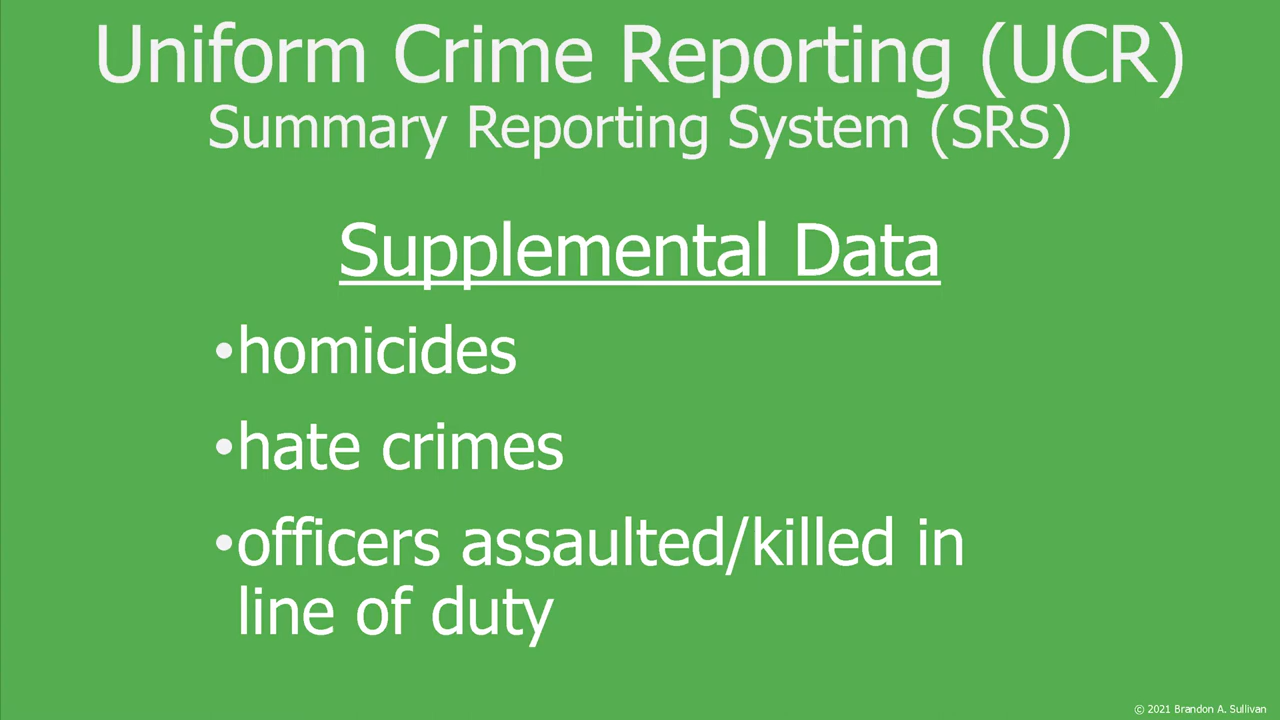 Uniform Crime Reporting (UCR)
Summary Reporting System (SRS)
Supplemental Data
•homicides
•hate crimes
•officers assaulted/killed in
line of duty
© 2021 Brandon A. Sullivan